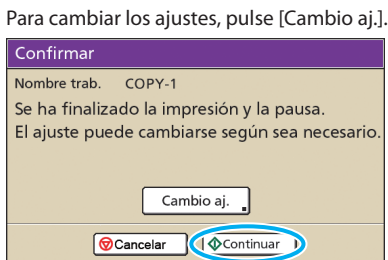 Para cambiar los ajustes, pulse [Cambio aj.].
Confirmar
Nombre trab. COPY-1
Se ha finalizado la impresión y la pausa.
El ajuste puede cambiarse según sea necesario.
Cambio aj.
Cancelar Continuar